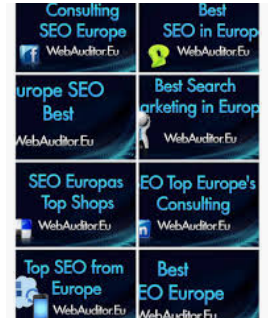 Consulting
SEO Europe
WebAuditor.Eu
Best
SEO in Europ
WebAuditor.Eu
urope SEO
Best
WebAuditor.Eu
Best Search
arketing in Europ
WebAuditor.Eu
SEO Europas
Top Shops
WebAuditor.Eu
EO Top Europe's
Consulting
WebAuditor.Eu
Top SEO from
Europe
WebAuditor.Eu
Best
EO Europe
WebAuditor.Eu